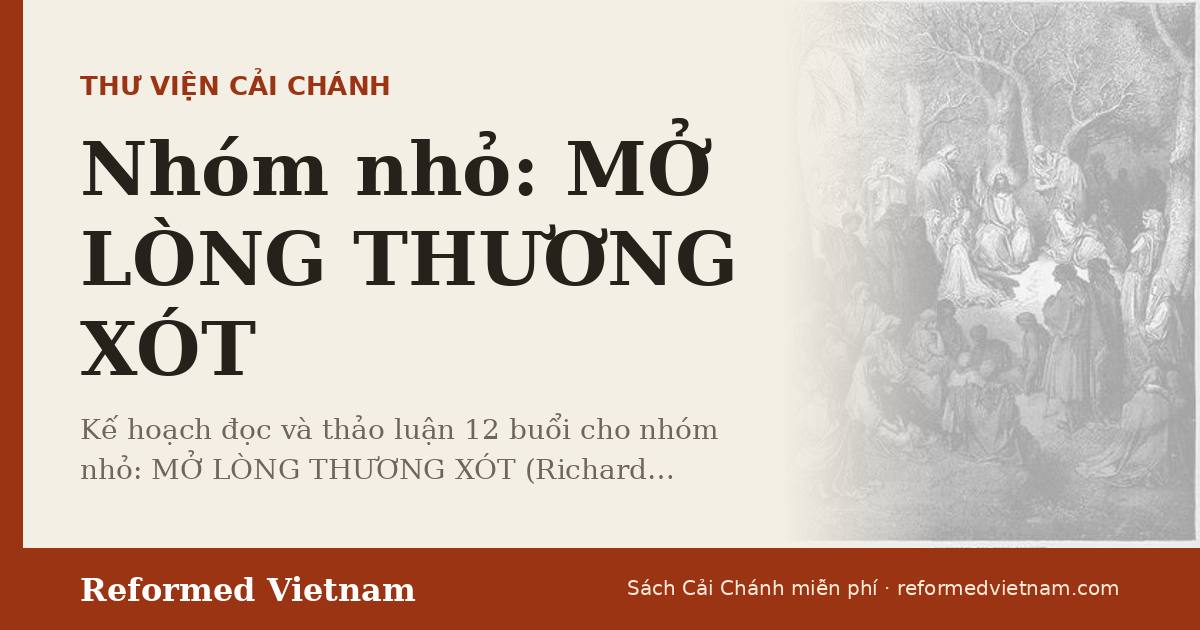 THƯ VIỆN CẢI CHÁNH
Nhóm nhỏ: MỞ
LÒNG THƯƠNG
XÓT
Kế hoạch đọc và thảo luận 12 buổi cho nhóm
nhỏ: MỞ LÒNG THƯƠNG XÓT (Richard...
Reformed Vietnam
Sách Cải Chánh miễn phí · reformedvietnam.com